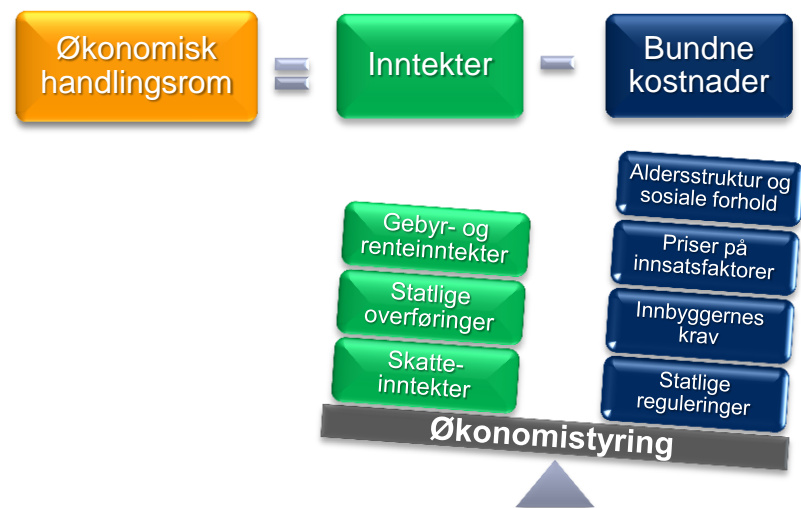 Økonomisk
handlingsrom
=
Inntekter
-
Bundne
kostnader
Gebyr- og
renteinntekter
Statlige
overføringer
Skatte-
inntekter
Aldersstruktur og
sosiale forhold
Priser på
innsatsfaktorer
Innbyggernes
krav
Statlige
reguleringer
Økonomistyring